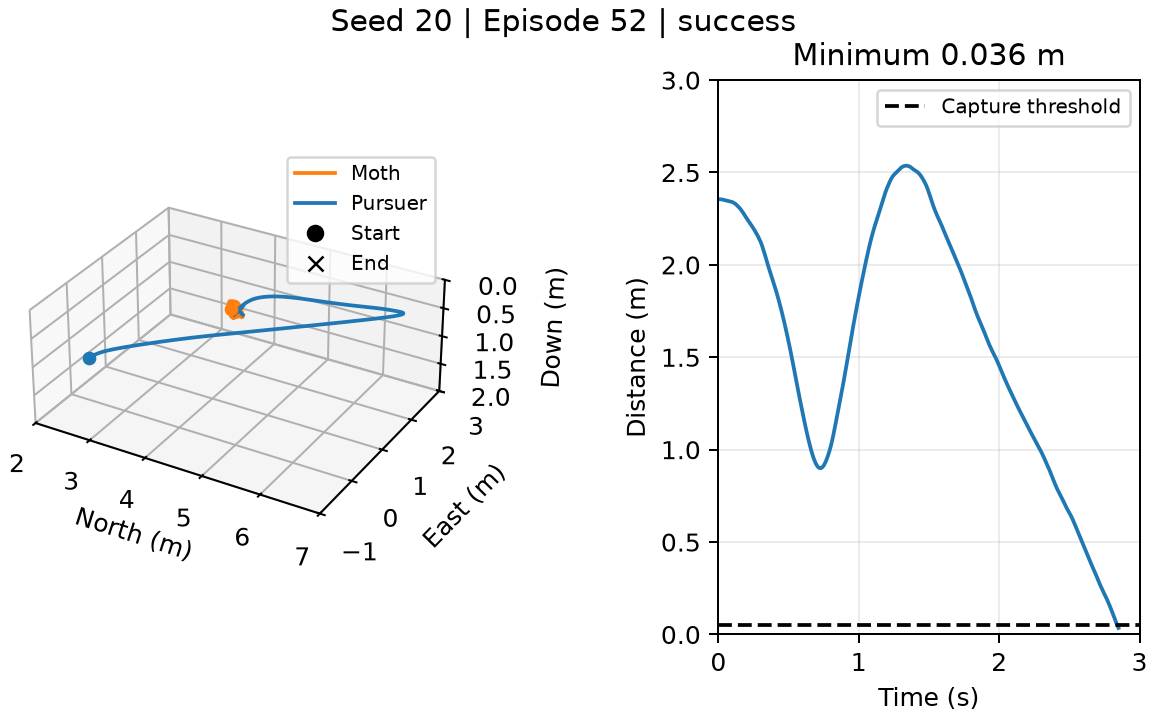 Seed 20 | Episode 52 | success
Moth
Pursuer
Start
End
0.0
0.5
1.0
1.5
2.0
Down (m)
3
2
1
0
−1
East (m)
2
3
4
5
6
7
North (m)
Minimum 0.036 m
Capture threshold
3.0
2.5
2.0
1.5
1.0
0.5
0.0
Distance (m)
0
1
2
3
Time (s)